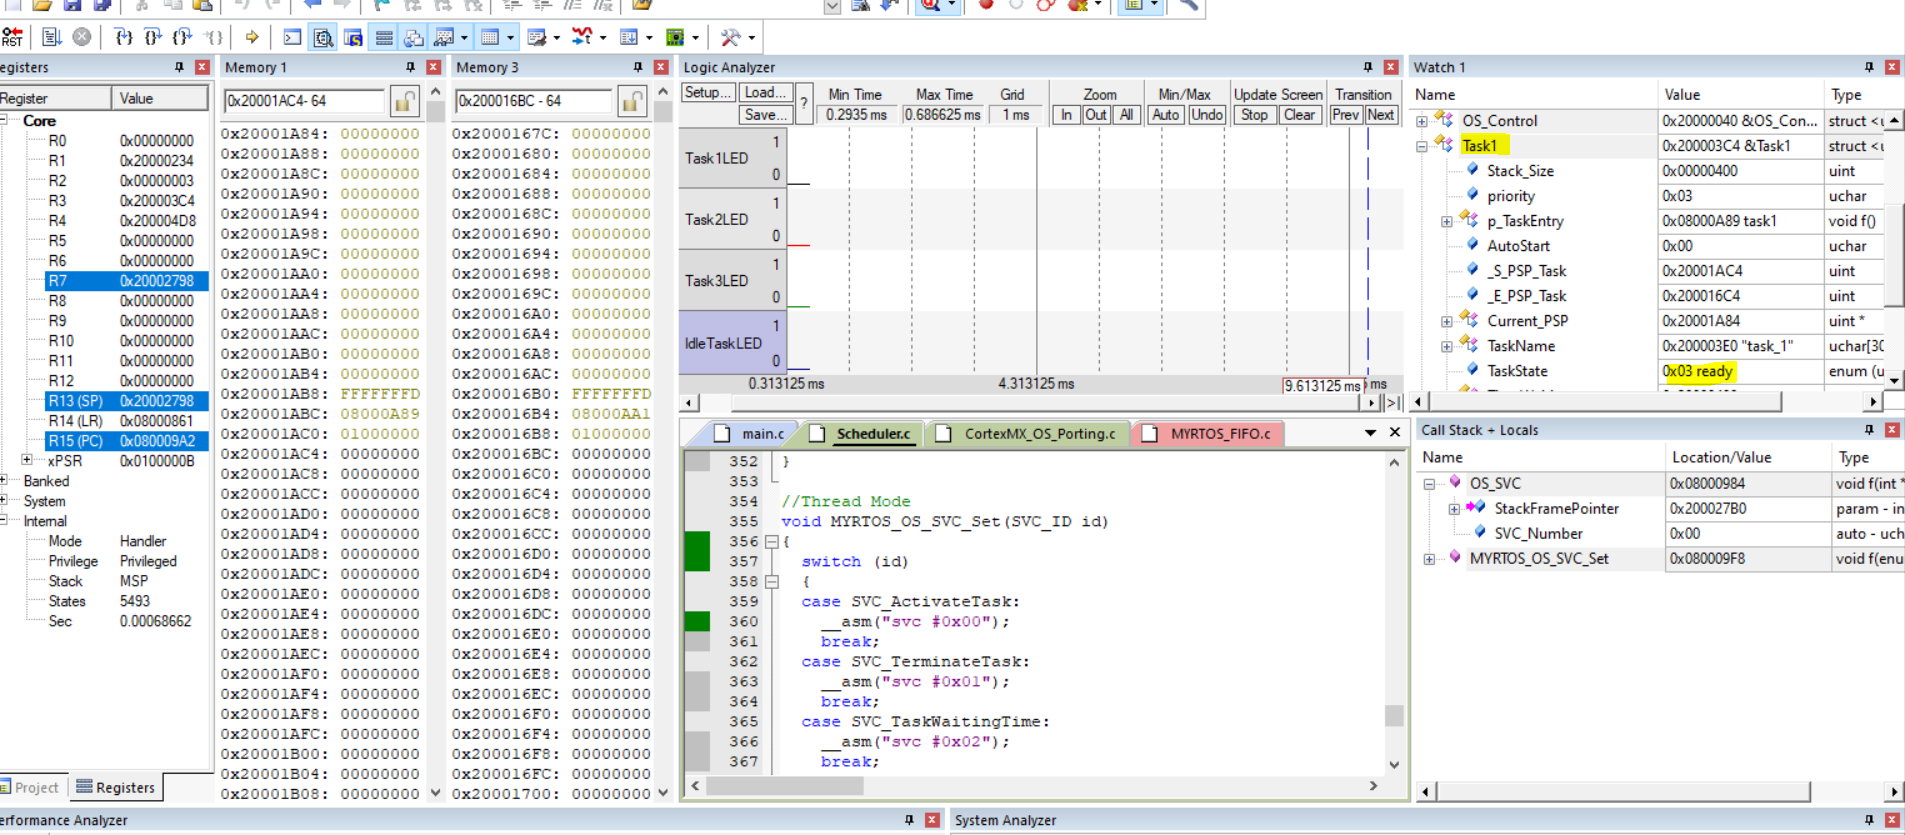 RST
egisters
Register Value
Core
R0 0x00000000
R1 0x20000234
R2 0x00000003
R3 0x200003C4
R4 0x200004D8
R5 0x00000000
R6 0x00000000
R7 0x20002798
R8 0x00000000
R9 0x00000000
R10 0x00000000
R11 0x00000000
R12 0x00000000
R13 (SP) 0x20002798
R14 (LR) 0x08000861
R15 (PC) 0x080009A2
xPSR 0x0100000B
Banked
System
Internal
Mode Handler
Privilege Privileged
Stack MSP
States 5493
Sec 0.00068662
Project Registers
Memory 1
0x20001AC4- 64
0x20001A84: 00000000
0x20001A88: 00000000
0x20001A8C: 00000000
0x20001A90: 00000000
0x20001A94: 00000000
0x20001A98: 00000000
0x20001A9C: 00000000
0x20001AA0: 00000000
0x20001AA4: 00000000
0x20001AA8: 00000000
0x20001AAC: 00000000
0x20001AB0: 00000000
0x20001AB4: 00000000
0x20001AB8: FFFFFFFD
0x20001ABC: 08000A89
0x20001AC0: 01000000
0x20001AC4: 00000000
0x20001AC8: 00000000
0x20001ACC: 00000000
0x20001AD0: 00000000
0x20001AD4: 00000000
0x20001AD8: 00000000
0x20001ADC: 00000000
0x20001AE0: 00000000
0x20001AE4: 00000000
0x20001AE8: 00000000
0x20001AEC: 00000000
0x20001AF0: 00000000
0x20001AF4: 00000000
0x20001AF8: 00000000
0x20001AFC: 00000000
0x20001B00: 00000000
0x20001B04: 00000000
0x20001B08: 00000000
Memory 3
0x200016BC - 64
0x2000167C: 00000000
0x20001680: 00000000
0x20001684: 00000000
0x20001688: 00000000
0x2000168C: 00000000
0x20001690: 00000000
0x20001694: 00000000
0x20001698: 00000000
0x2000169C: 00000000
0x200016A0: 00000000
0x200016A4: 00000000
0x200016A8: 00000000
0x200016AC: 00000000
0x200016B0: FFFFFFFD
0x200016B4: 08000AA1
0x200016B8: 01000000
0x200016BC: 00000000
0x200016C0: 00000000
0x200016C4: 00000000
0x200016C8: 00000000
0x200016CC: 00000000
0x200016D0: 00000000
0x200016D4: 00000000
0x200016D8: 00000000
0x200016DC: 00000000
0x200016E0: 00000000
0x200016E4: 00000000
0x200016E8: 00000000
0x200016EC: 00000000
0x200016F0: 00000000
0x200016F4: 00000000
0x200016F8: 00000000
0x200016FC: 00000000
0x20001700: 00000000
Logic Analyzer
Setup... Load... ? Min Time Max Time Grid Zoom Min/Max Update Screen Transition
Save... 0.2935 ms 0.686625 ms 1 ms In Out All Auto Undo Stop Clear Prev Next
1
Task1LED
0
1
Task2LED
0
1
Task3LED
0
1
IdleTaskLED
0
0.313125 ms 4.313125 ms 9.613125 ms ms
main.c Scheduler.c CortexMX_OS_Porting.c MYRTOS_FIFO.c
352 }
353
354 //Thread Mode
355 void MYRTOS_OS_SVC_Set(SVC_ID id)
356 {
357 switch (id)
358 {
359 case SVC_ActivateTask:
360 __asm("svc #0x00");
361 break;
362 case SVC_TerminateTask:
363 __asm("svc #0x01");
364 break;
365 case SVC_TaskWaitingTime:
366 __asm("svc #0x02");
367 break;
Watch 1
Name Value Type
OS_Control 0x20000040 &OS_Con... struct <u
Task1 0x200003C4 &Task1 struct <u
Stack_Size 0x00000400 uint
priority 0x03 uchar
p_TaskEntry 0x08000A89 task1 void f()
AutoStart 0x00 uchar
_S_PSP_Task 0x20001AC4 uint
_E_PSP_Task 0x200016C4 uint
Current_PSP 0x20001A84 uint *
TaskName 0x200003E0 "task_1" uchar[30
TaskState 0x03 ready enum (u
Call Stack + Locals
Name Location/Value Type
OS_SVC 0x08000984 void f(int *
StackFramePointer 0x200027B0 param - in
SVC_Number 0x00 auto - uch
MYRTOS_OS_SVC_Set 0x080009F8 void f(enu
erformance Analyzer
System Analyzer